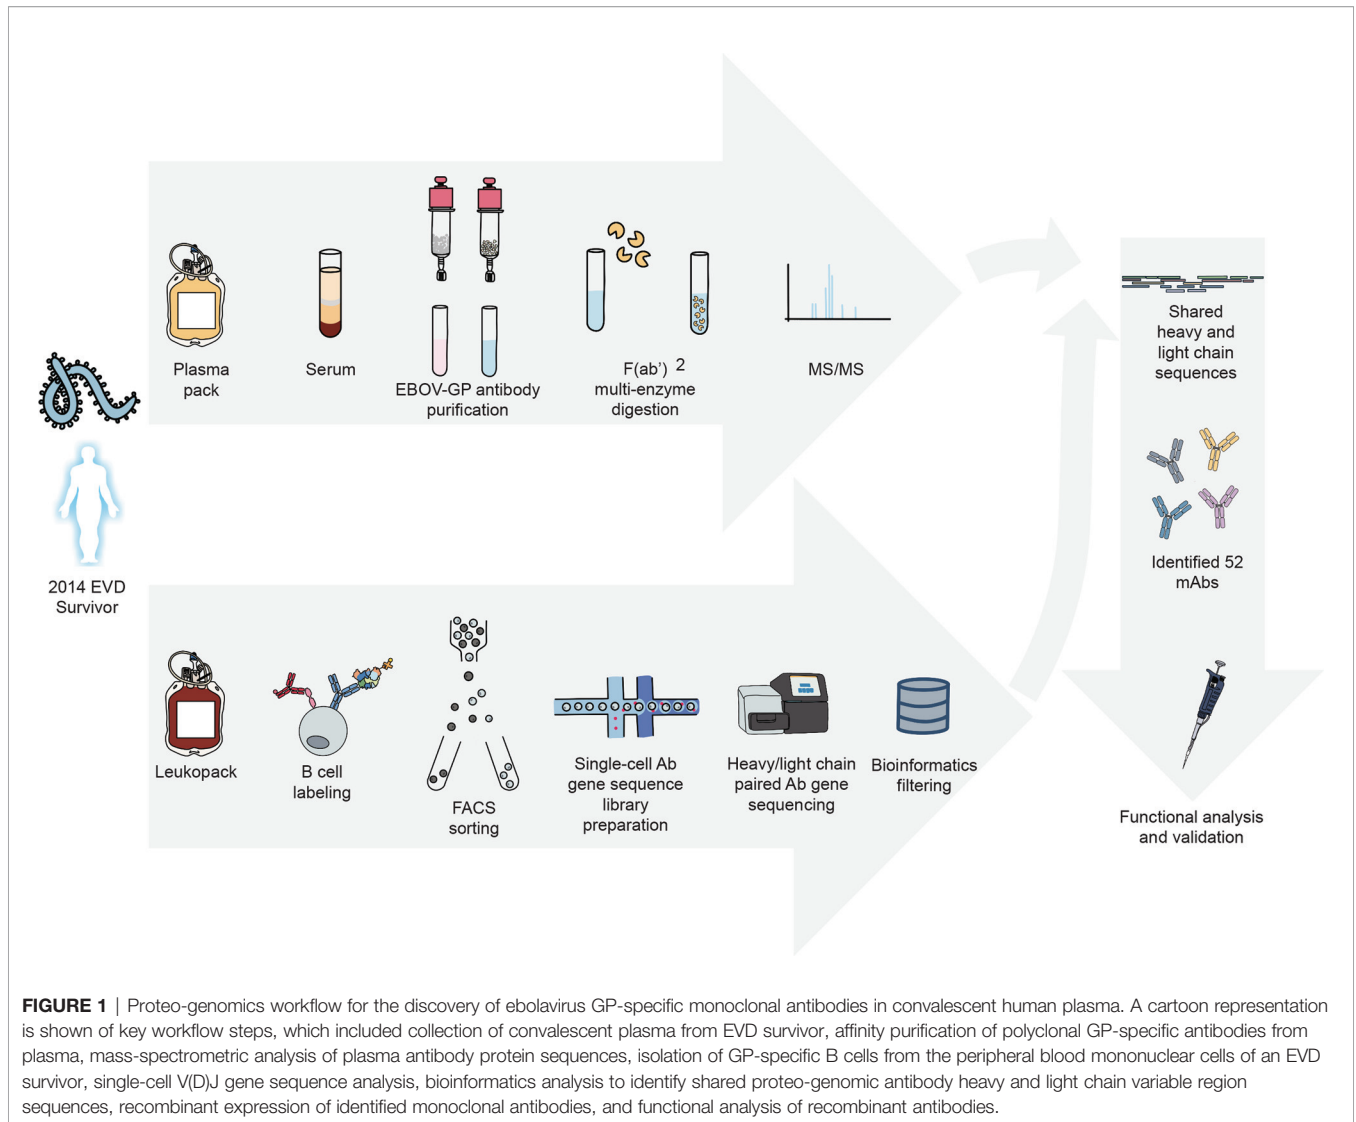 Plasma
pack
Serum
EBOV-GP antibody
purification
F(ab') 2
multi-enzyme
digestion
MS/MS
Shared
heavy and
light chain
sequences
2014 EVD
Survivor
Identified 52
mAbs
Leukopack
B cell
labeling
FACS
sorting
Single-cell Ab
gene sequence
library
preparation
Heavy/light chain
paired Ab gene
sequencing
Bioinformatics
filtering
Functional analysis
and validation
FIGURE 1 | Proteo-genomics workflow for the discovery of ebolavirus GP-specific monoclonal antibodies in convalescent human plasma. A cartoon representation
is shown of key workflow steps, which included collection of convalescent plasma from EVD survivor, affinity purification of polyclonal GP-specific antibodies from
plasma, mass-spectrometric analysis of plasma antibody protein sequences, isolation of GP-specific B cells from the peripheral blood mononuclear cells of an EVD
survivor, single-cell V(D)J gene sequence analysis, bioinformatics analysis to identify shared proteo-genomic antibody heavy and light chain variable region
sequences, recombinant expression of identified monoclonal antibodies, and functional analysis of recombinant antibodies.